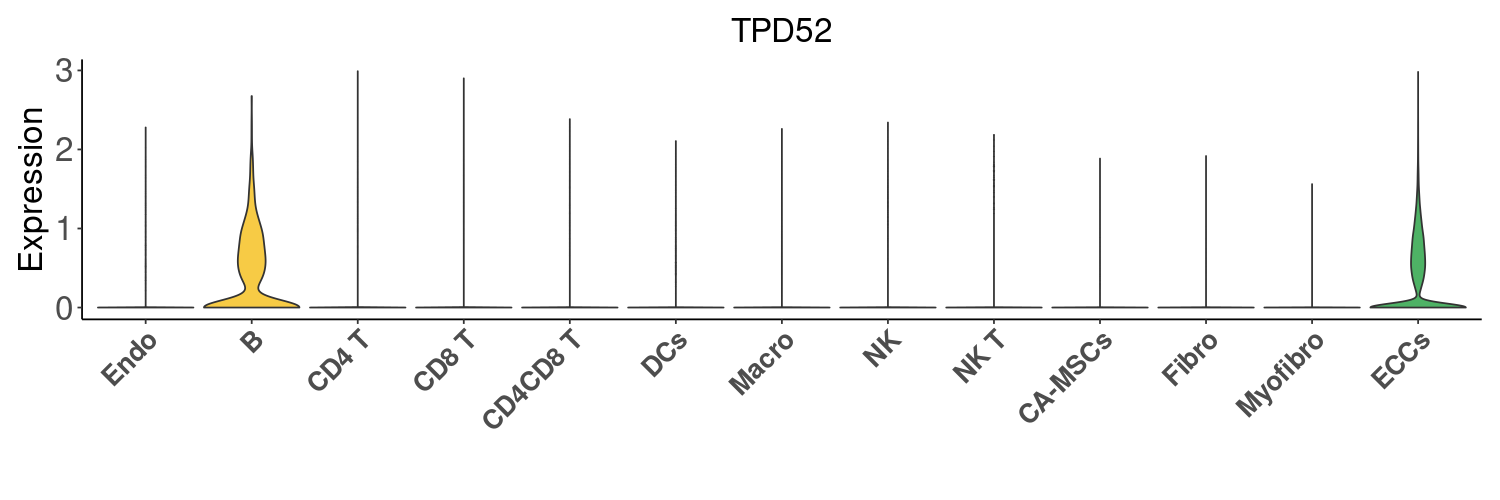 TPD52
Expression
3
2
1
0
Endo
B
CD4 T
CD8 T
CD4CD8 T
DCs
Macro
NK
NK T
CA-MSCs
Fibro
Myofibro
ECCs